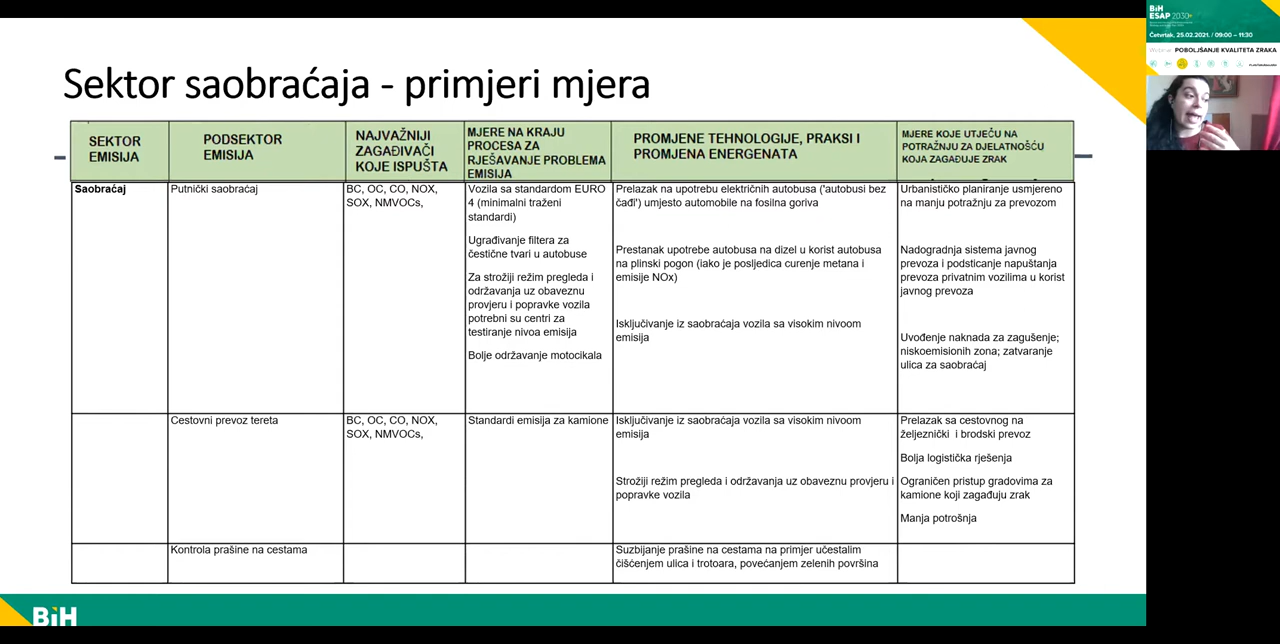 Sektor saobraćaja - primjeri mjera
SEKTOR
EMISIJA
PODSEKTOR
EMISIJA
NAJVAŽNIJI
ZAGAĐIVAČI
KOJE ISPUŠTA
MJERE NA KRAJU
PROCESA ZA
RJEŠAVANJE PROBLEMA
EMISIJA
PROMJENE TEHNOLOGIJE, PRAKSI I
PROMJENA ENERGENATA
MJERE KOJE UTJEČU NA
POTRAŽNJU ZA DJELATNOŠĆU
KOJA ZAGAĐUJE ZRAK
Saobraćaj
Putnički saobraćaj
BC, OC, CO, NOX,
SOX, NMVOCs,
Vozila sa standardom EURO
4 (minimalni traženi
standardi)
Ugrađivanje filtera za
čestične tvari u autobuse
Za strožiji režim pregleda i
održavanja uz obaveznu
provjeru i popravke vozila
potrebni su centri za
testiranje nivoa emisija
Bolje održavanje motocikala
Prelazak na upotrebu električnih autobusa ('autobusi bez
čađi') umjesto automobile na fosilna goriva
Prestanak upotrebe autobusa na dizel u korist autobusa
na plinski pogon (iako je posljedica curenje metana i
emisije NOx)
Isključivanje iz saobraćaja vozila sa visokim nivoom
emisija
Urbanističko planiranje usmjereno
na manju potražnju za prevozom
Nadogradnja sistema javnog
prevoza i podsticanje napuštanja
prevoza privatnim vozilima u korist
javnog prevoza
Uvođenje naknada za zagušenje;
niskoemisionih zona; zatvaranje
ulica za saobraćaj
Cestovni prevoz tereta
BC, OC, CO, NOX,
SOX, NMVOCs,
Standardi emisija za kamione
Isključivanje iz saobraćaja vozila sa visokim nivoom
emisija
Strožiji režim pregleda i održavanja uz obaveznu provjeru i
popravke vozila
Prelazak sa cestovnog na
željeznički i brodski prevoz
Bolja logistička rješenja
Ograničen pristup gradovima za
kamione koji zagađuju zrak
Manja potrošnja
Kontrola prašine na cestama
Suzbijanje prašine na cestama na primjer učestalim
čišćenjem ulica i trotoara, povećanjem zelenih površina
BiH
BiH
ESAP 2030+
Četvrtak, 25.02.2021. / 09:00 – 11:30
Webinar: POBOLJŠANJE KVALITETA ZRAKA